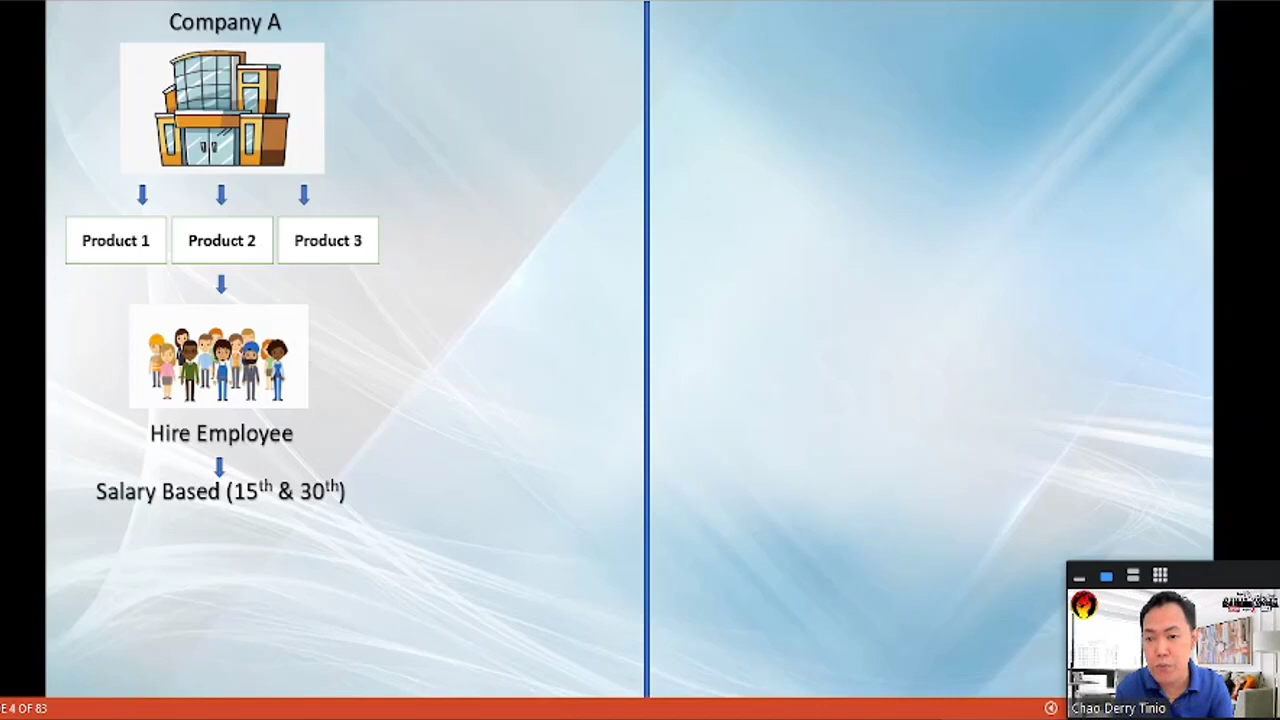 Company A
Product 1 Product 2 Product 3
Hire Employee
Salary Based (15th & 30th)
E 4 OF 83
Chao Derry Tinio